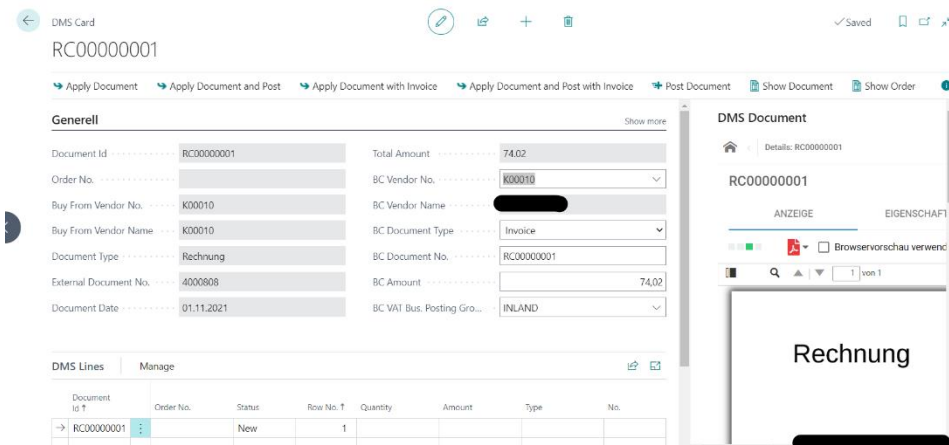 DMS Card
Saved
RC00000001
Apply Document Apply Document and Post Apply Document with Invoice Apply Document and Post with Invoice Post Document Show Document Show Order
Generell Show more
Document Id RC00000001 Total Amount 74.02
Order No. BC Vendor No. K00010
Buy From Vendor No. K00010 BC Vendor Name
Buy From Vendor Name K00010 BC Document Type Invoice
Document Type Rechnung BC Document No. RC00000001
External Document No. 4000808 BC Amount 74,02
Document Date 01.11.2021 BC VAT Bus. Posting Gro... INLAND
DMS Lines Manage
Document Id ↑ Order No. Status Row No. ↑ Quantity Amount Type No.
RC00000001 New 1
DMS Document
Details: RC00000001
RC00000001
ANZEIGE EIGENSCHAFT
Browservorschau verwend
1 von 1
Rechnung